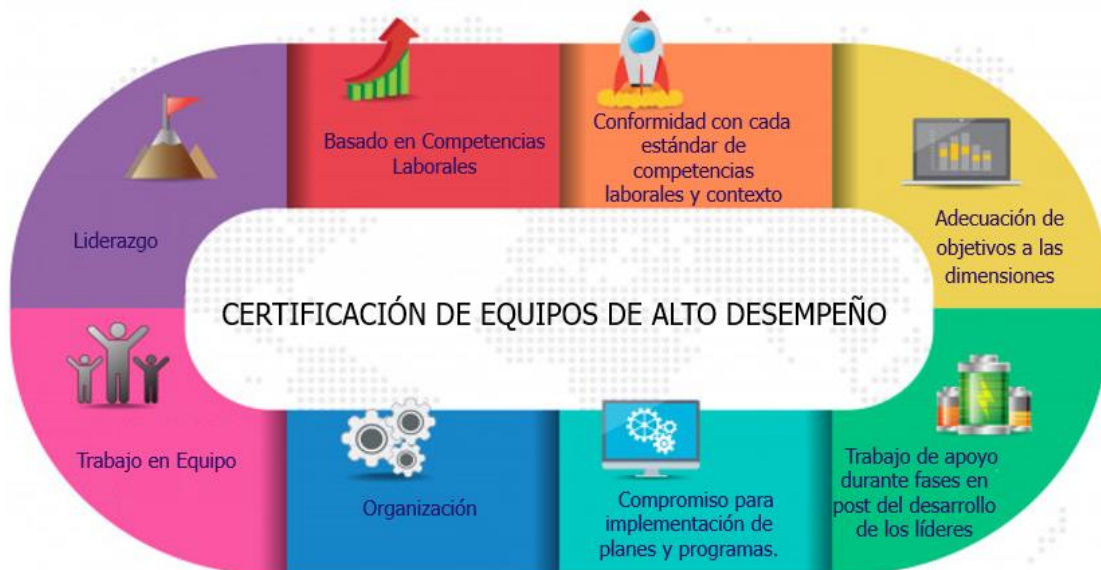 Liderazgo
Basado en Competencias
Laborales
Conformidad con cada
estándar de
competencias
laborales y contexto
Adecuación de
objetivos a las
dimensiones
CERTIFICACIÓN DE EQUIPOS DE ALTO DESEMPEÑO
Trabajo en Equipo
Organización
Compromiso para
implementación de
planes y programas.
Trabajo de apoyo
durante fases en
post del desarrollo
de los líderes